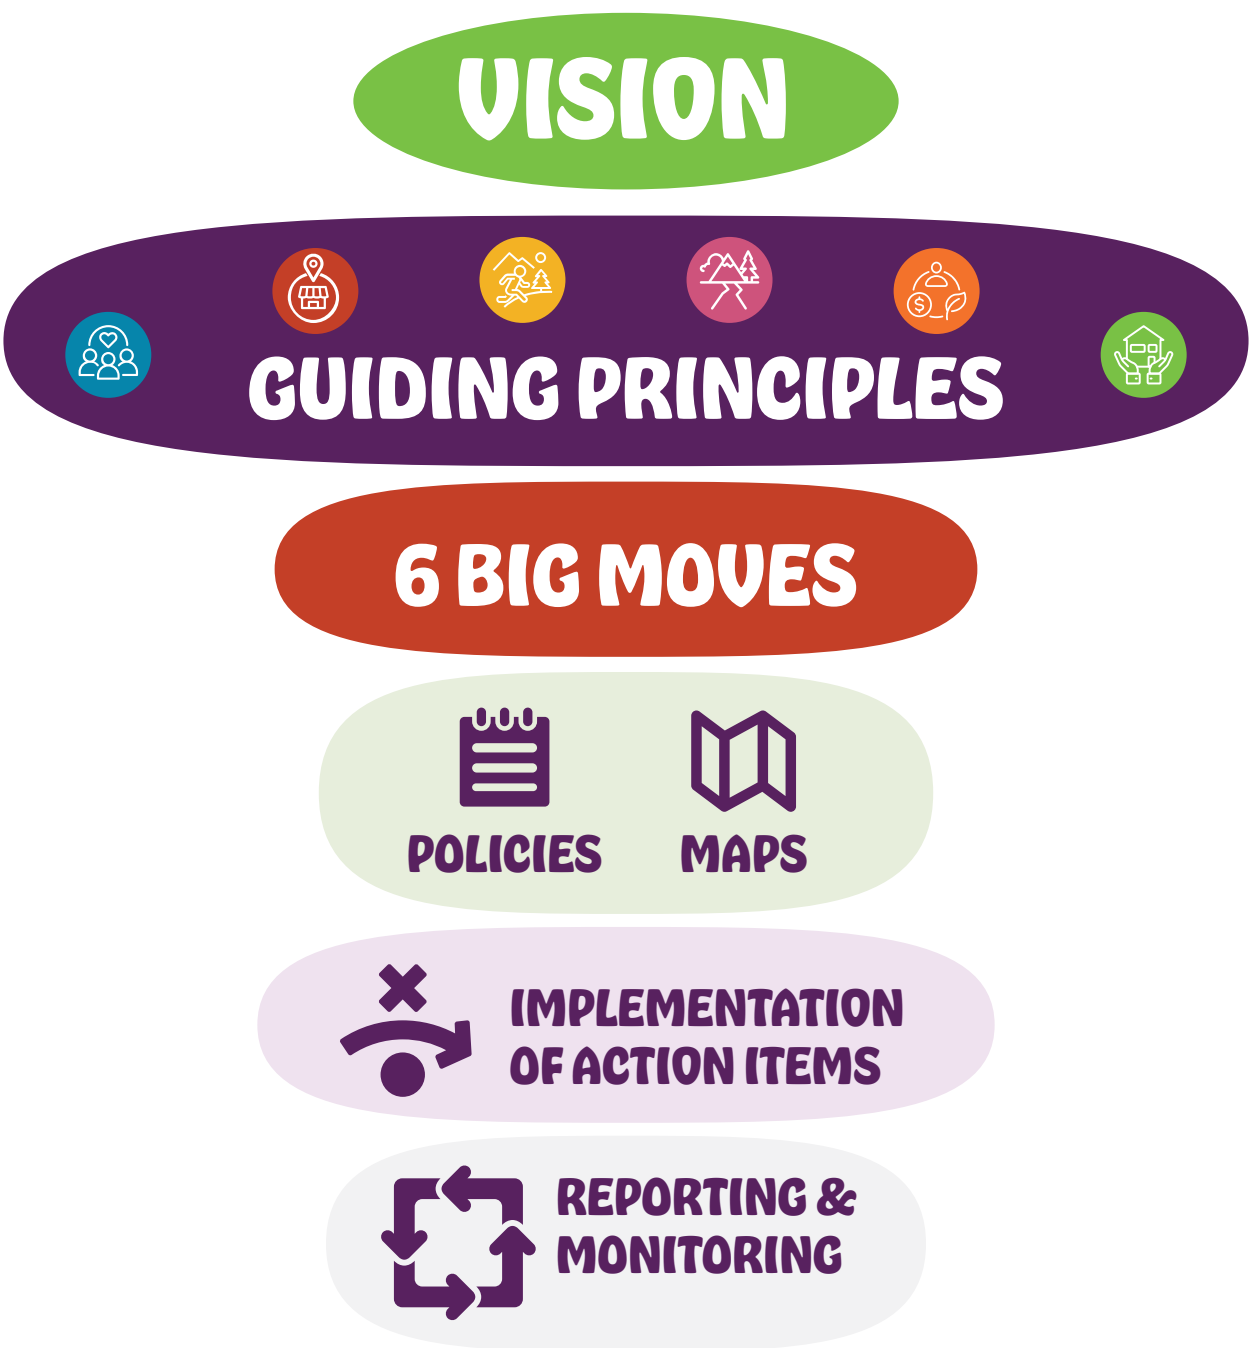 VISION
GUIDING PRINCIPLES
6 BIG MOVES
POLICIES
MAPS
IMPLEMENTATION
OF ACTION ITEMS
REPORTING &
MONITORING